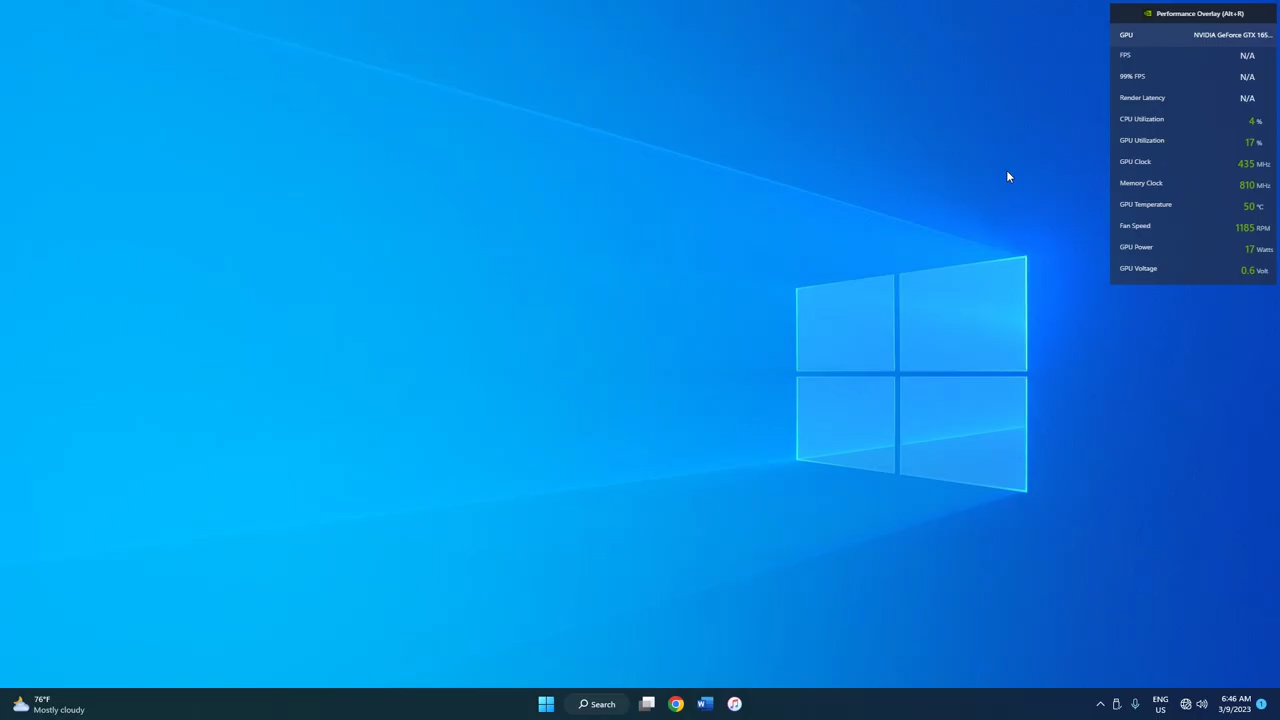 Performance Overlay (Alt+R)
GPU NVIDIA GeForce GTX 165...
FPS N/A
99% FPS N/A
Render Latency N/A
CPU Utilization 4 %
GPU Utilization 17 %
GPU Clock 435 MHz
Memory Clock 810 MHz
GPU Temperature 50 °C
Fan Speed 1185 RPM
GPU Power 17 Watts
GPU Voltage 0.6 Volt
76°F
Mostly cloudy
Search
W
ENG
US
6:46 AM
3/9/2023
1